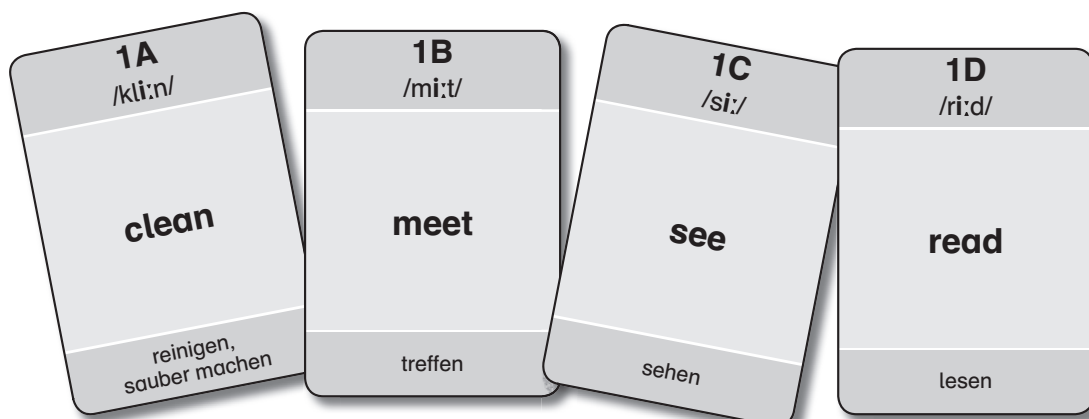 1A
/kliːn/
clean
reinigen,
sauber machen
1B
/miːt/
meet
treffen
1C
/siː/
see
sehen
1D
/riːd/
read
lesen